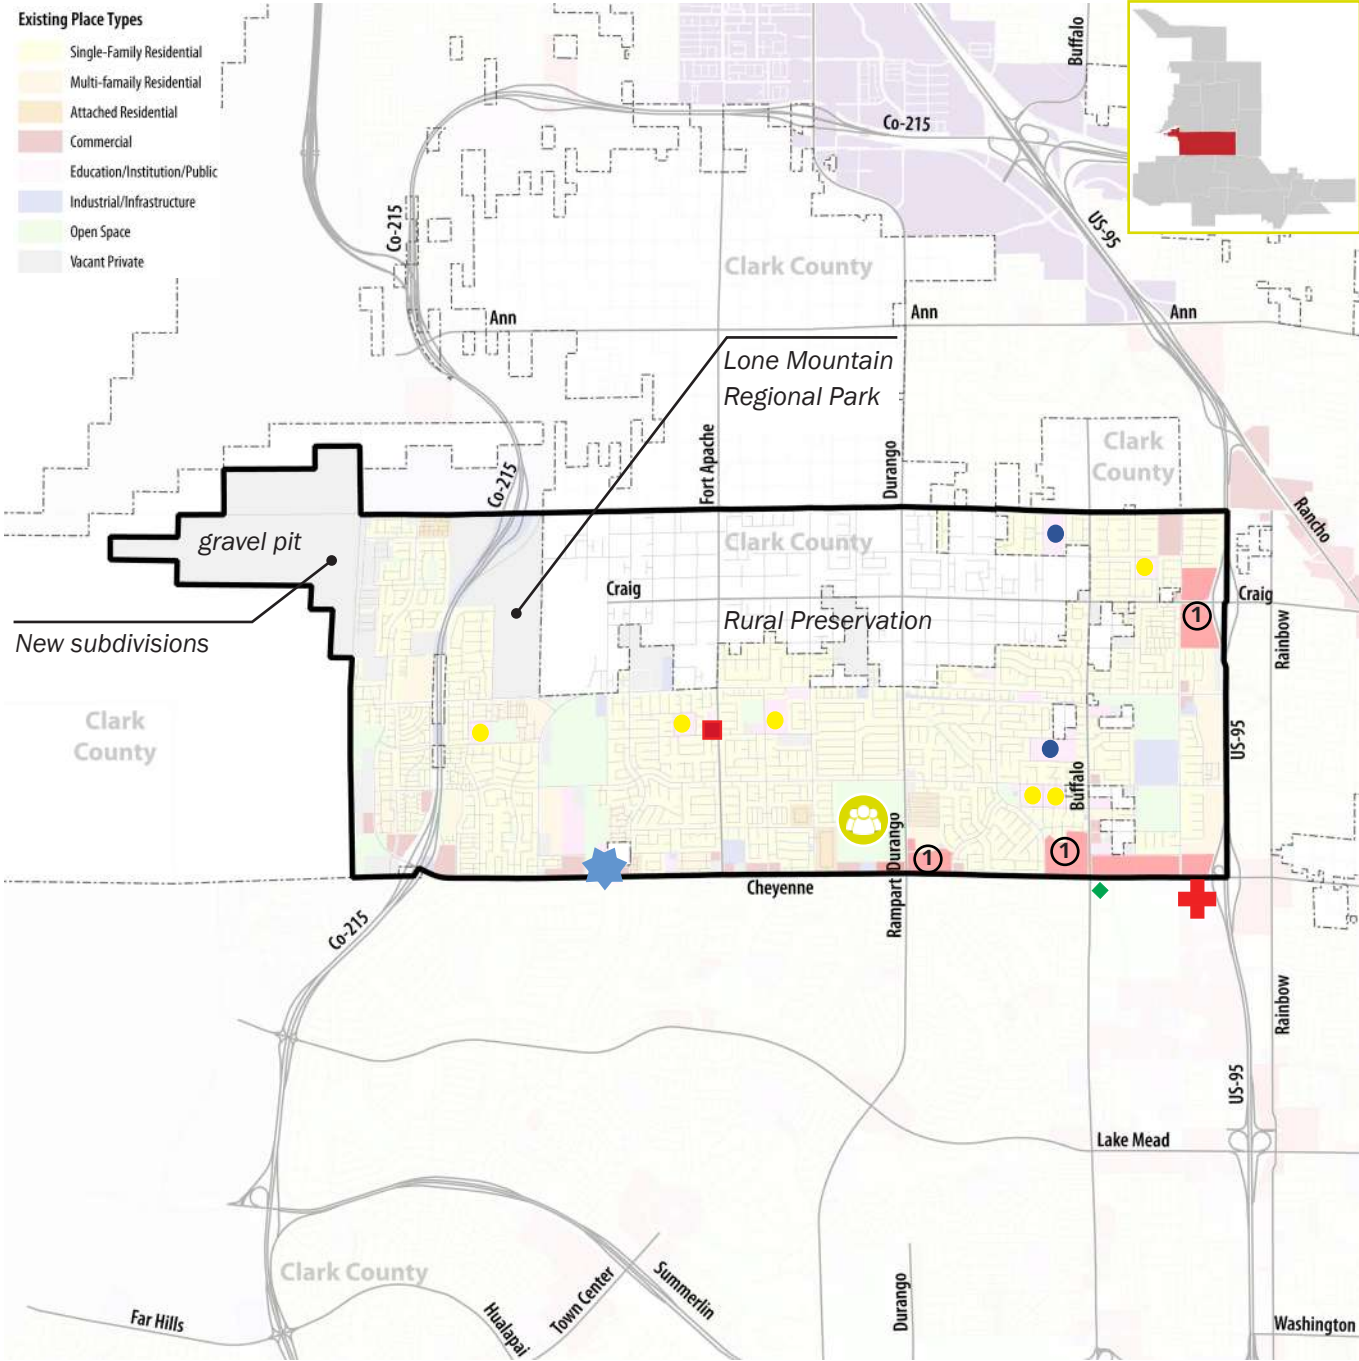 Existing Place Types
Single-Family Residential
Multi-famaily Residential
Attached Residential
Commercial
Education/Institution/Public
Industrial/Infrastructure
Open Space
Vacant Private
Buffalo
Co-215
Co-215
US-95
Clark County
Ann
Ann
Ann
Lone Mountain
Regional Park
Fort Apache
Durango
Clark
County
Co-215
Rancho
gravel pit
Clark County
Craig
Craig
Rural Preservation
1
New subdivisions
Rainbow
Clark
County
US-95
Buffalo
Durango
1
1
Cheyenne
Rampart
Co-215
Rainbow
US-95
Lake Mead
Clark County
Town Center
Summerlin
Durango
Far Hills
Hualapai
Washington